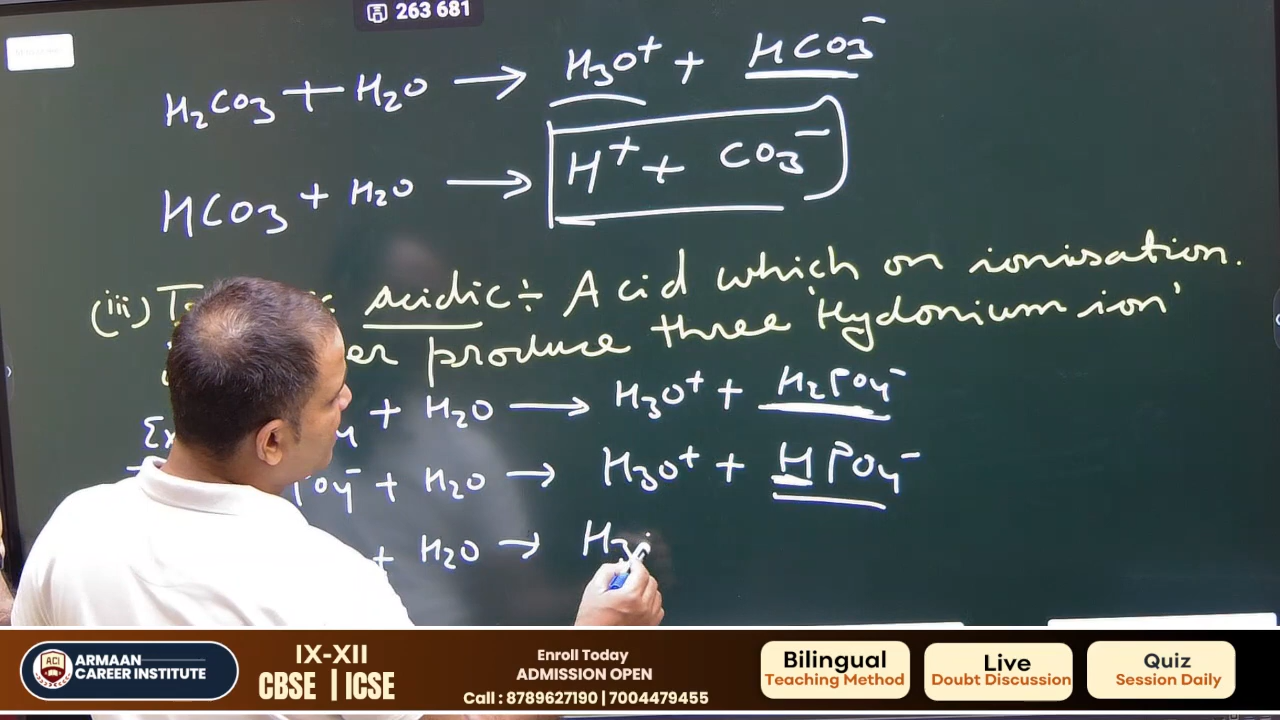 263 681
H₂CO₃ + H₂O → H₃O⁺ + HCO₃⁻
HCO₃ + H₂O → H⁺ + CO₃⁻
(iii) acidic ÷ Acid which on ionisation.
er produce three 'Hydonium ion'
+ H₂O → H₃O⁺ + H₂PO₄⁻
PO₄⁻ + H₂O → H₃O⁺ + HPO₄⁻
+ H₂O → H₃
ACI
ARMAAN
CAREER INSTITUTE
IX-XII
CBSE | ICSE
Enroll Today
ADMISSION OPEN
Call : 8789627190 | 7004479455
Bilingual
Teaching Method
Live
Doubt Discussion
Quiz
Session Daily